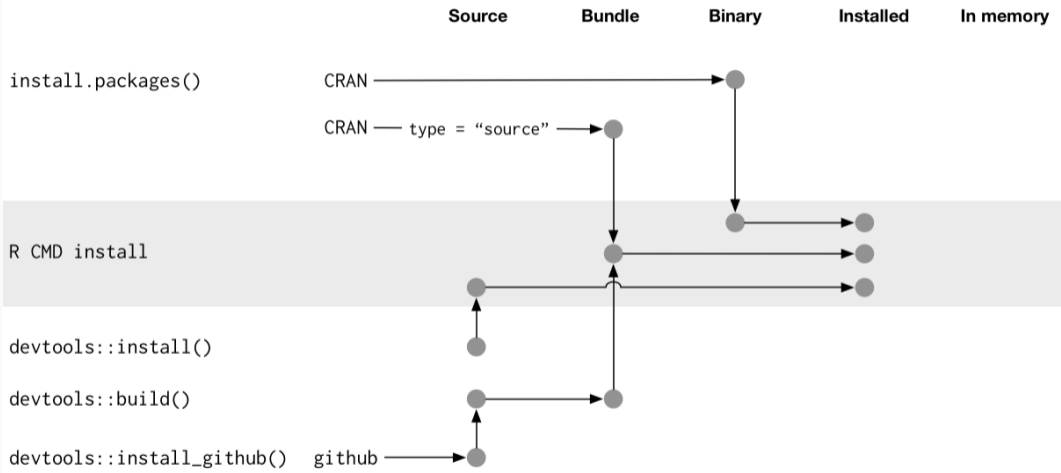 Source Bundle Binary Installed In memory
install.packages() CRAN
CRAN type = “source”
R CMD install
devtools::install()
devtools::build()
devtools::install_github() github